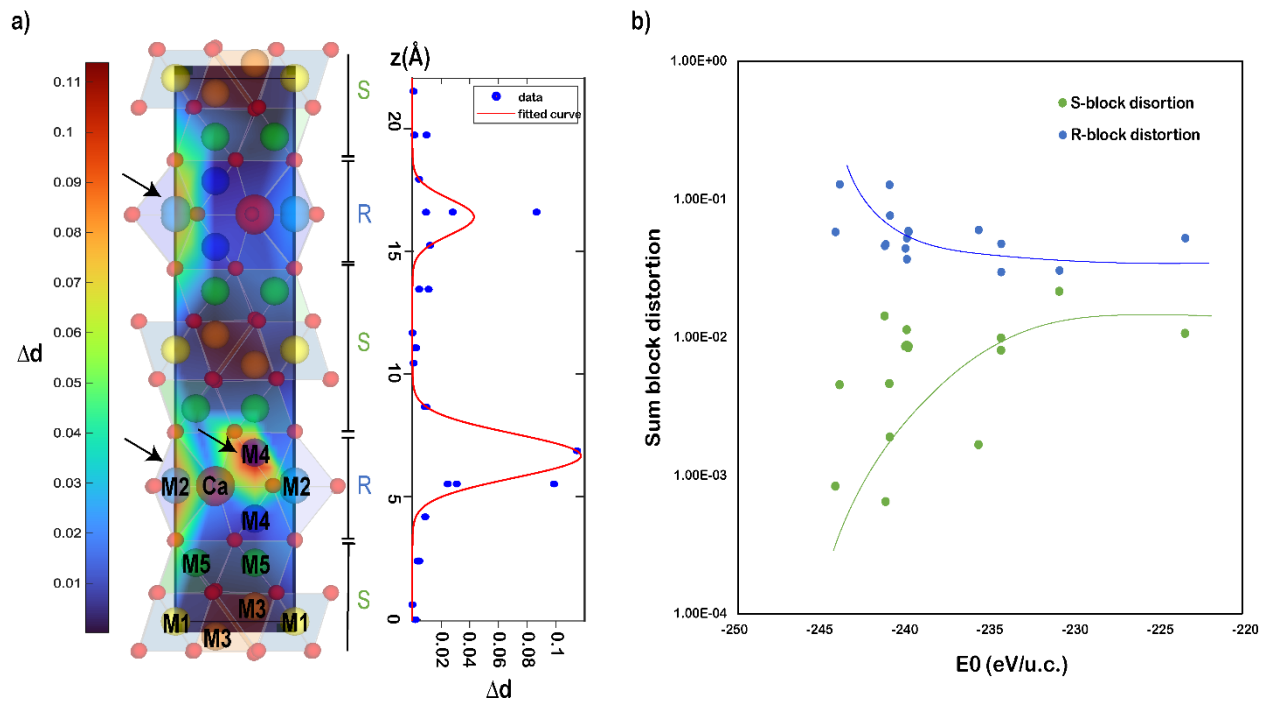 a)
0.11
0.1
0.09
0.08
0.07
0.06
0.05
0.04
0.03
0.02
0.01
Δd
S
R
S
R
S
M4
M2
Ca
M2
M4
M5
M5
M3
M1
M1
M3
z(Å)
data
fitted curve
20
15
10
5
0
0.02
0.04
0.06
0.08
0.1
Δd
b)
1.00E+00
1.00E-01
1.00E-02
1.00E-03
1.00E-04
Sum block distortion
S-block disortion
R-block distortion
-250
-245
-240
-235
-230
-225
-220
E0 (eV/u.c.)